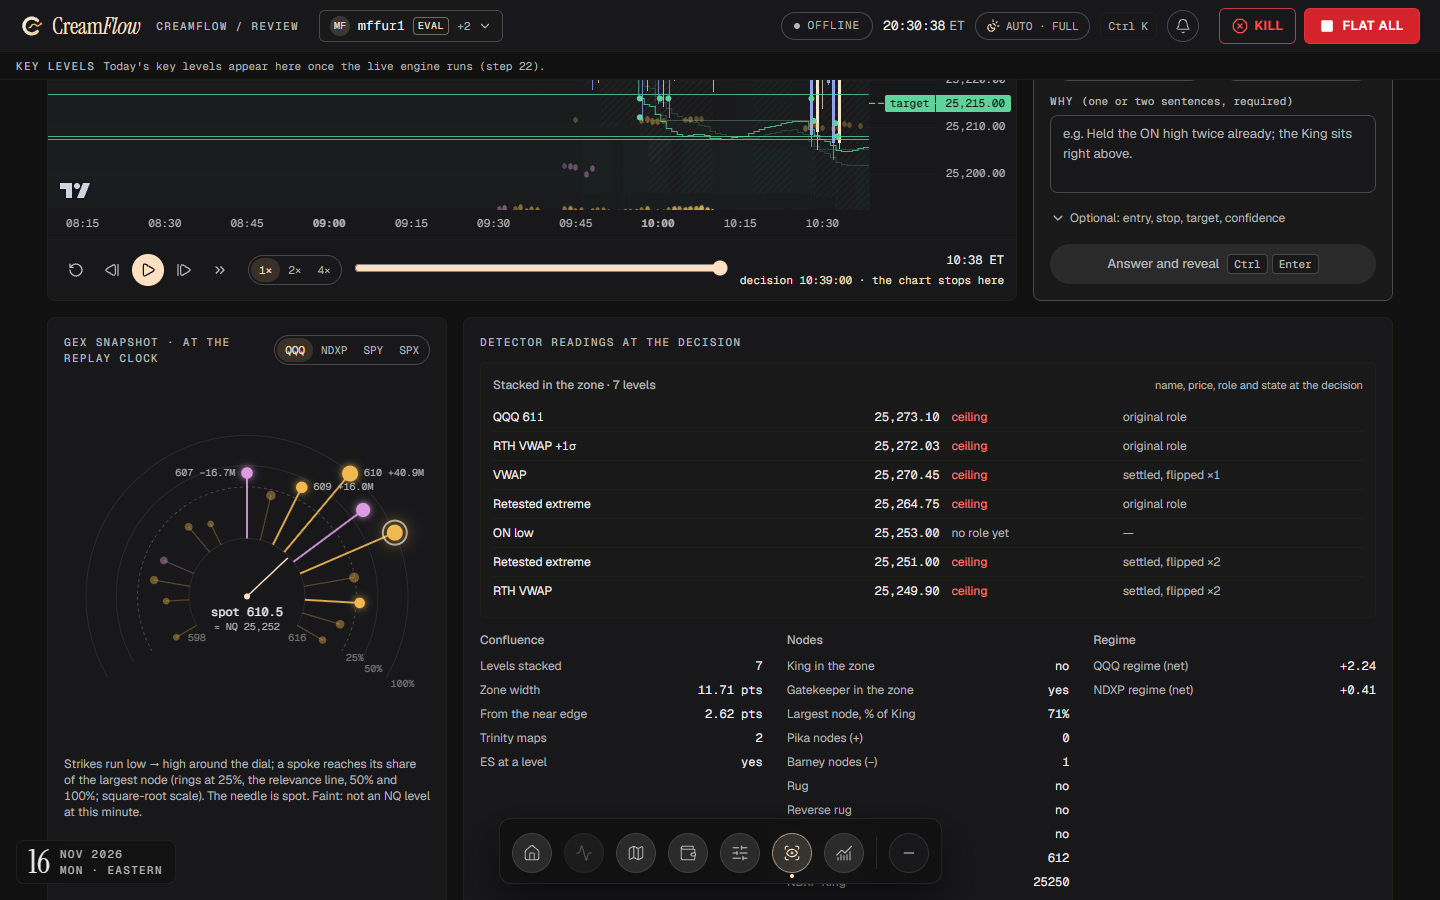 CreamFlow CREAMFLOW / REVIEW MF mffur1 EVAL +2 OFFLINE 20:30:38 ET AUTO · FULL Ctrl K KILL FLAT ALL
KEY LEVELS Today's key levels appear here once the live engine runs (step 22).
25,220.00
target 25,215.00
25,210.00
25,200.00
08:15 08:30 08:45 09:00 09:15 09:30 09:45 10:00 10:15 10:30
1× 2× 4×
10:38 ET
decision 10:39:00 · the chart stops here
WHY (one or two sentences, required)
e.g. Held the ON high twice already; the King sits
right above.
Optional: entry, stop, target, confidence
Answer and reveal Ctrl Enter
GEX SNAPSHOT · AT THE
REPLAY CLOCK
QQQ NDXP SPY SPX
607 −16.7M
610 +40.9M
609 +16.0M
spot 610.5
≈ NQ 25,252
598 616
25%
50%
100%
Strikes run low → high around the dial; a spoke reaches its share
of the largest node (rings at 25%, the relevance line, 50% and
100%; square-root scale). The needle is spot. Faint: not an NQ level
at this minute.
DETECTOR READINGS AT THE DECISION
Stacked in the zone · 7 levels name, price, role and state at the decision
QQQ 611 25,273.10 ceiling original role
RTH VWAP +1σ 25,272.03 ceiling original role
VWAP 25,270.45 ceiling settled, flipped ×1
Retested extreme 25,264.75 ceiling original role
ON low 25,253.00 no role yet —
Retested extreme 25,251.00 ceiling settled, flipped ×2
RTH VWAP 25,249.90 ceiling settled, flipped ×2
Confluence
Levels stacked 7
Zone width 11.71 pts
From the near edge 2.62 pts
Trinity maps 2
ES at a level yes
Nodes
King in the zone no
Gatekeeper in the zone yes
Largest node, % of King 71%
Pika nodes (+) 0
Barney nodes (−) 1
Rug no
Reverse rug no
no
612
NDXP King 25250
Regime
QQQ regime (net) +2.24
NDXP regime (net) +0.41
16 NOV 2026
MON · EASTERN